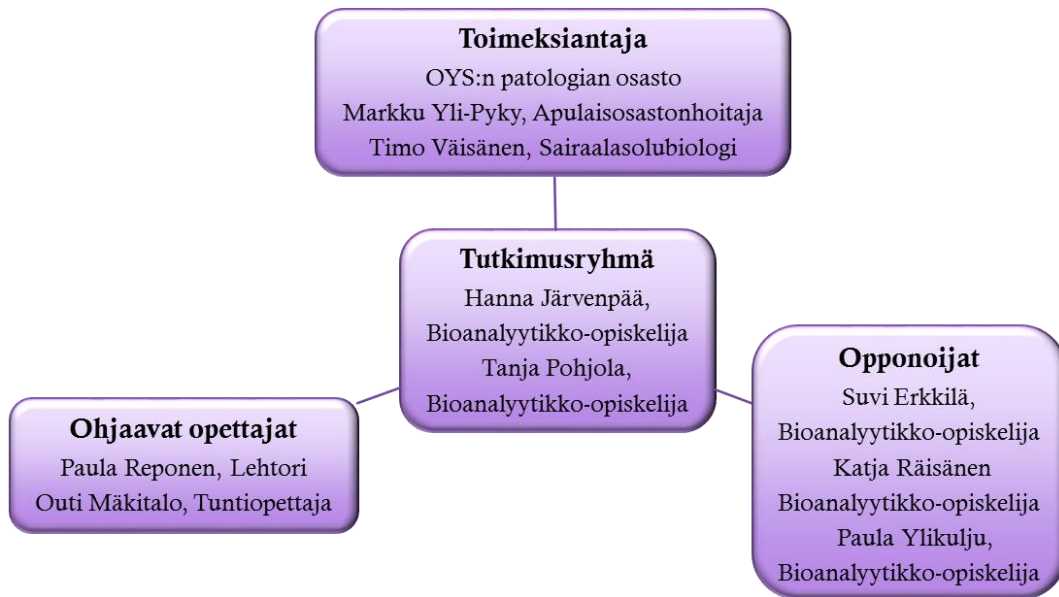 Toimeksiantaja
OYS:n patologian osasto
Markku Yli-Pyky, Apulaisosastonhoitaja
Timo Väisänen, Sairaalasolubiologi
Tutkimusryhmä
Hanna Järvenpää,
Bioanalyytikko-opiskelija
Tanja Pohjola,
Bioanalyytikko-opiskelija
Ohjaavat opettajat
Paula Reponen, Lehtori
Outi Mäkitalo, Tuntiopettaja
Opponoijat
Suvi Erkkilä,
Bioanalyytikko-opiskelija
Katja Räisänen
Bioanalyytikko-opiskelija
Paula Ylikulju,
Bioanalyytikko-opiskelija